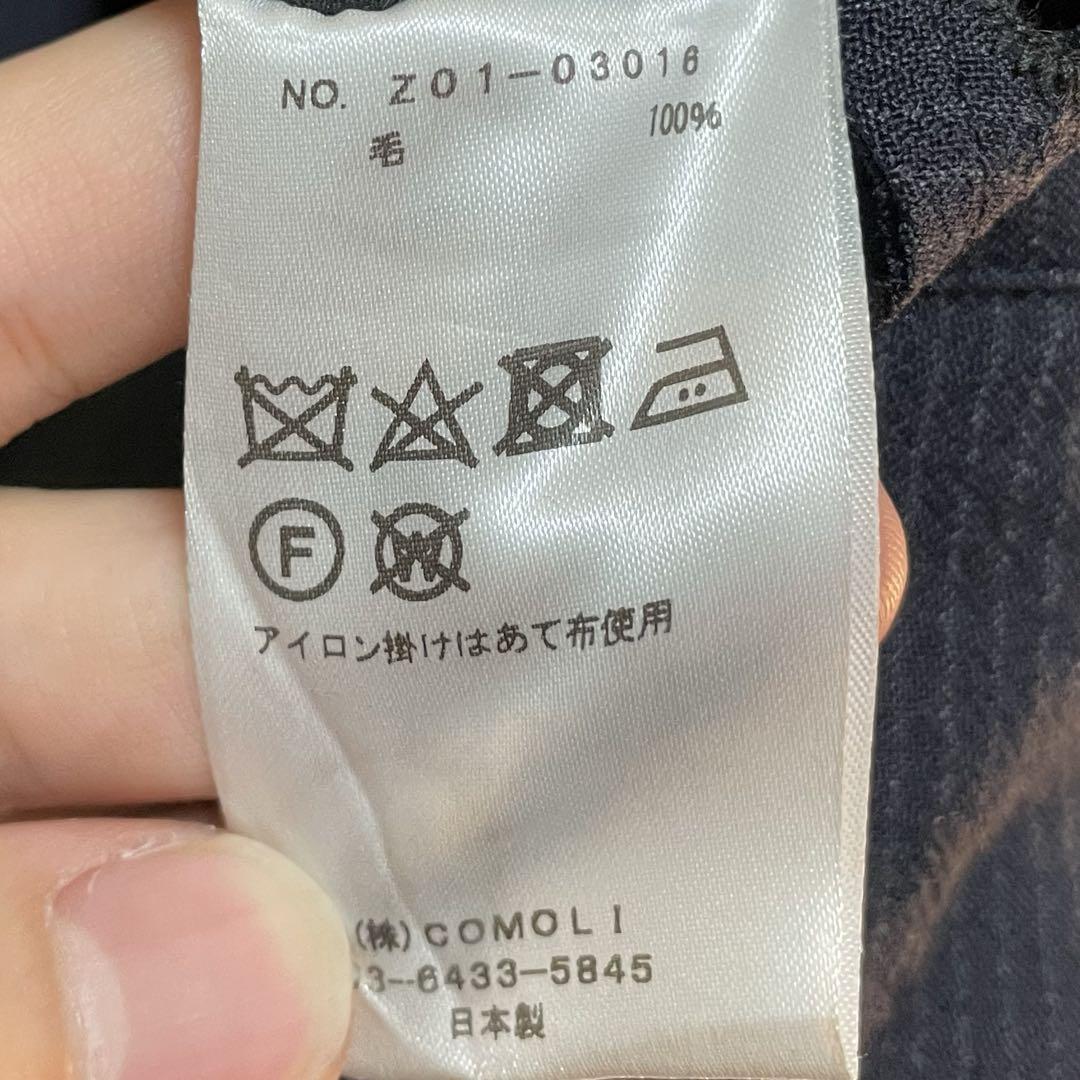 NO. Z01-03016
毛 100%
F
W
アイロン掛けはあて布使用
(株)COMOLI
3-6433-5845
日本製